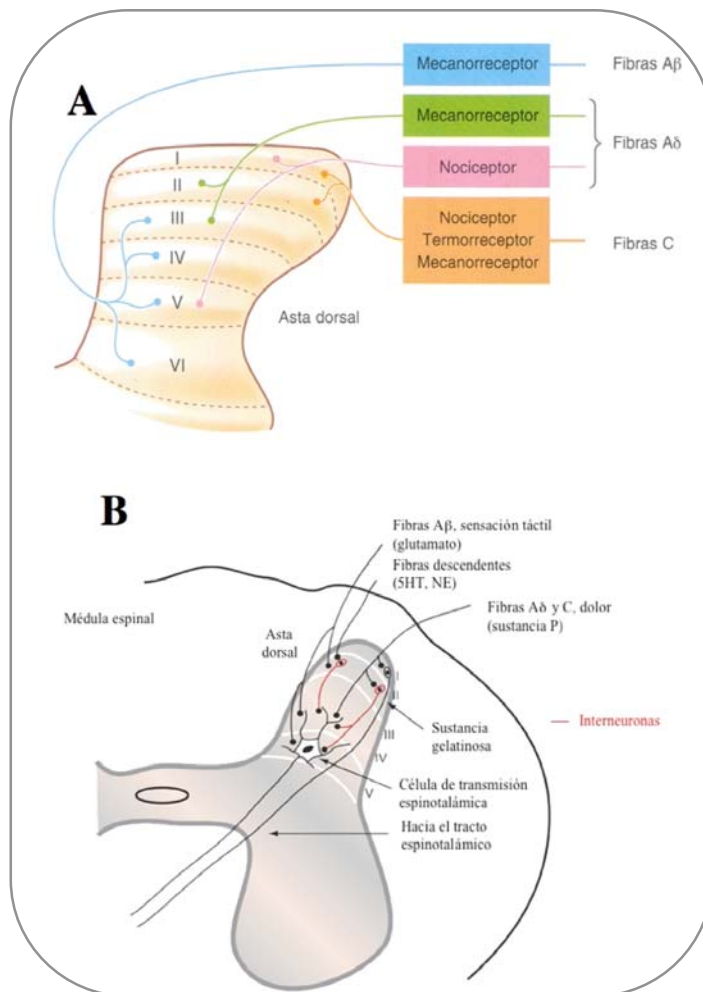 A
Mecanorreceptor
Fibras Aβ
Mecanorreceptor
Fibras Aδ
Nociceptor
Nociceptor
Termorreceptor
Mecanorreceptor
Fibras C
I
II
III
IV
V
VI
Asta dorsal
B
Fibras Aβ, sensación táctil
(glutamato)
Fibras descendentes
(5HT, NE)
Fibras Aδ y C, dolor
(sustancia P)
Médula espinal
Asta
dorsal
I
II
III
IV
V
Interneuronas
Sustancia
gelatinosa
Célula de transmisión
espinotalámica
Hacia el tracto
espinotalámico